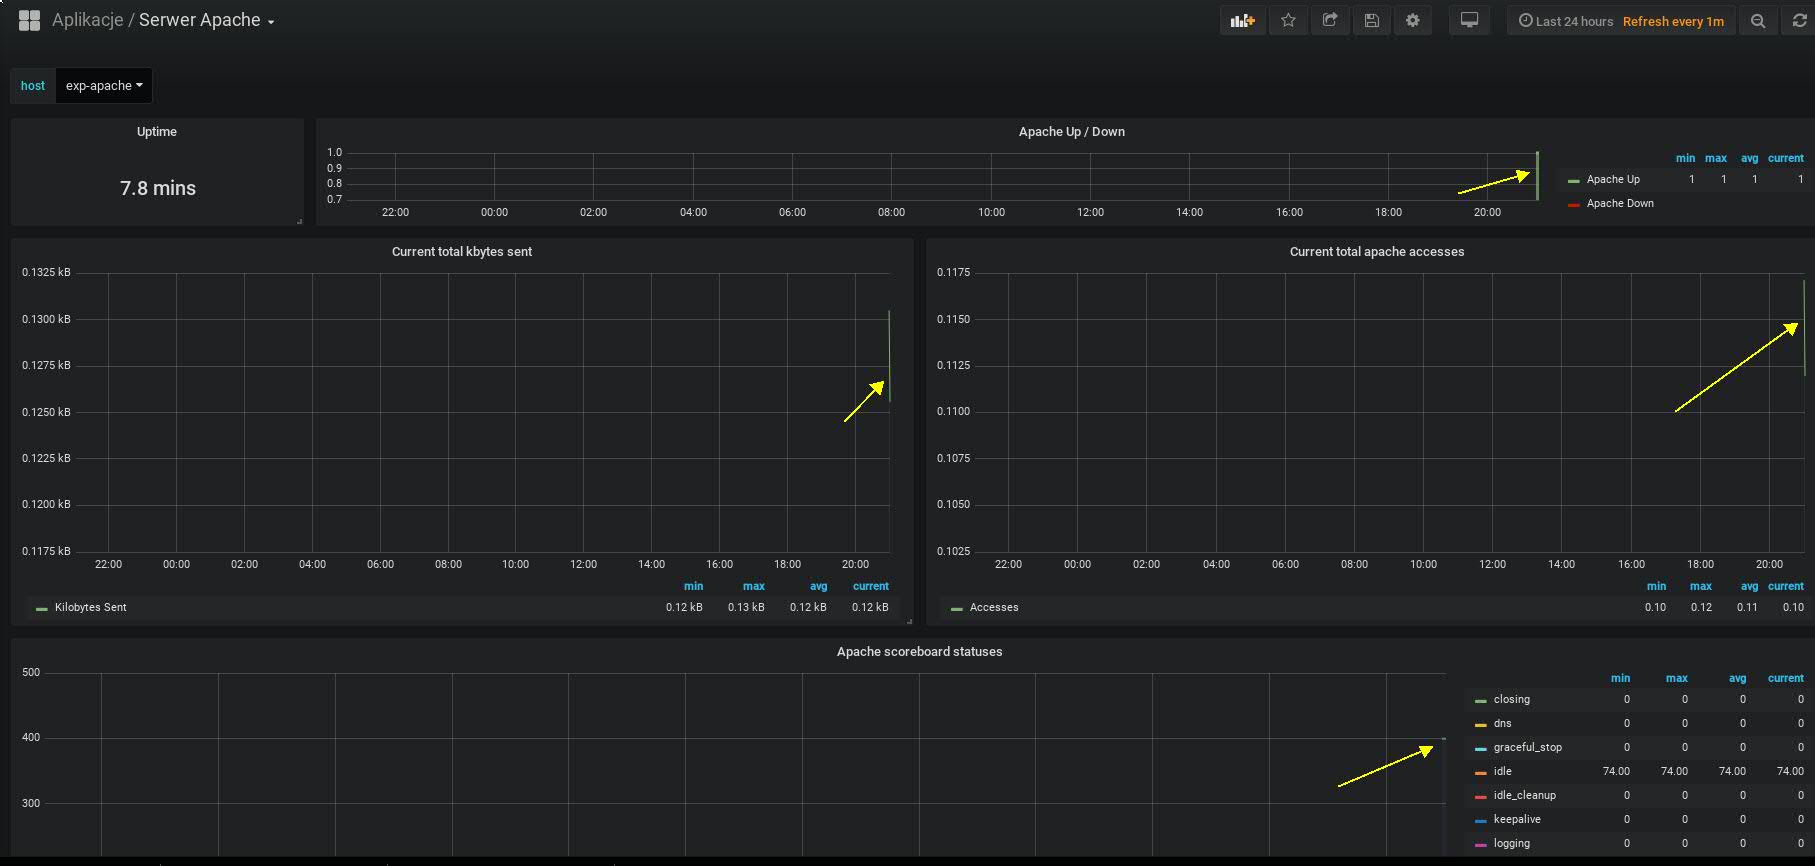 Aplikacje / Serwer Apache
Last 24 hours Refresh every 1m
host exp-apache
Uptime
7.8 mins
Apache Up / Down
1.0
0.9
0.8
0.7
22:00 00:00 02:00 04:00 06:00 08:00 10:00 12:00 14:00 16:00 18:00 20:00
min max avg current
Apache Up 1 1 1 1
Apache Down
Current total kbytes sent
0.1325 kB
0.1300 kB
0.1275 kB
0.1250 kB
0.1225 kB
0.1200 kB
0.1175 kB
22:00 00:00 02:00 04:00 06:00 08:00 10:00 12:00 14:00 16:00 18:00 20:00
min max avg current
Kilobytes Sent 0.12 kB 0.13 kB 0.12 kB 0.12 kB
Current total apache accesses
0.1175
0.1150
0.1125
0.1100
0.1075
0.1050
0.1025
22:00 00:00 02:00 04:00 06:00 08:00 10:00 12:00 14:00 16:00 18:00 20:00
min max avg current
Accesses 0.10 0.12 0.11 0.10
Apache scoreboard statuses
500
400
300
min max avg current
closing 0 0 0 0
dns 0 0 0 0
graceful_stop 0 0 0 0
idle 74.00 74.00 74.00 74.00
idle_cleanup 0 0 0 0
keepalive 0 0 0 0
logging 0 0 0 0